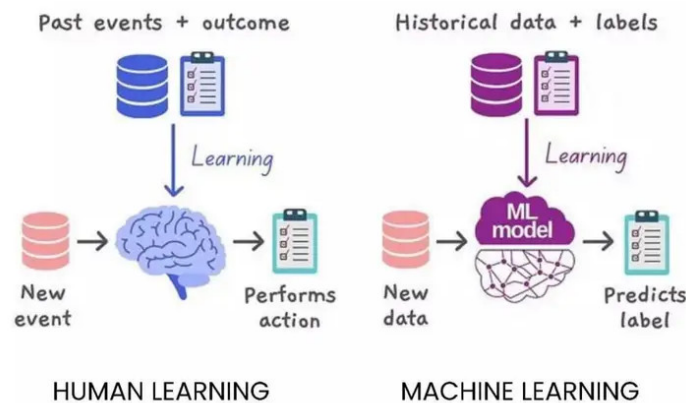 Past events + outcome
Historical data + labels
Learning
Learning
ML
model
New
event
Performs
action
New
data
Predicts
label
HUMAN LEARNING
MACHINE LEARNING